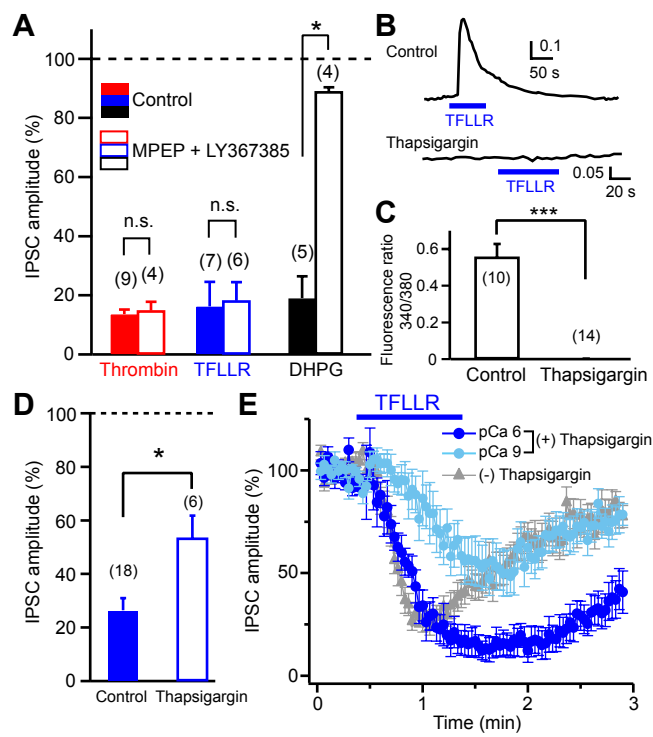 A
IPSC amplitude (%)
100
80
60
40
20
0
Control
MPEP + LY367385
n.s.
(9)
(4)
n.s.
(7)
(6)
*
(5)
(4)
Thrombin
TFLLR
DHPG
B
Control
0.1
50 s
TFLLR
Thapsigargin
0.05
20 s
TFLLR
C
Fluorescence ratio
340/380
0.6
0.4
0.2
0
***
(10)
(14)
Control
Thapsigargin
D
IPSC amplitude (%)
100
80
60
40
20
0
*
(18)
(6)
Control
Thapsigargin
E
TFLLR
pCa 6
pCa 9
(+) Thapsigargin
(-) Thapsigargin
IPSC amplitude (%)
100
50
0
0
1
2
3
Time (min)